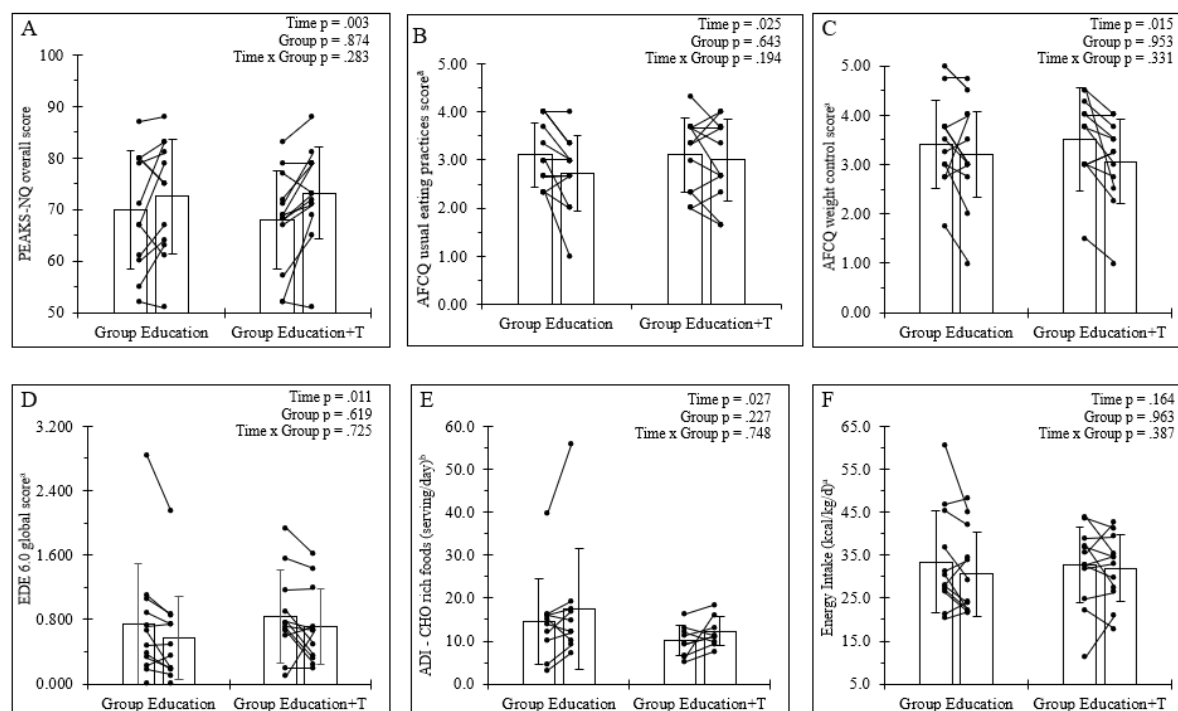 A
Time p = .003
Group p = .874
Time x Group p = .283
PEAKS-NQ overall score
100
90
80
70
60
50
Group Education
Group Education+T
B
Time p = .025
Group p = .643
Time x Group p = .194
AFCQ usual eating practices scoreᵃ
5.00
4.00
3.00
2.00
1.00
0.00
Group Education
Group Education+T
C
Time p = .015
Group p = .953
Time x Group p = .331
AFCQ weight control scoreᵃ
5.00
4.00
3.00
2.00
1.00
0.00
Group Education
Group Education+T
D
Time p = .011
Group p = .619
Time x Group p = .725
EDE 6.0 global scoreᵃ
3.200
2.400
1.600
0.800
0.000
Group Education
Group Education+T
E
Time p = .027
Group p = .227
Time x Group p = .748
ADI - CHO rich foods (serving/day)ᵇ
60.0
50.0
40.0
30.0
20.0
10.0
0.0
Group Education
Group Education+T
F
Time p = .164
Group p = .963
Time x Group p = .387
Energy Intake (kcal/kg/d)ᵃ
65.0
55.0
45.0
35.0
25.0
15.0
5.0
Group Education
Group Education+T